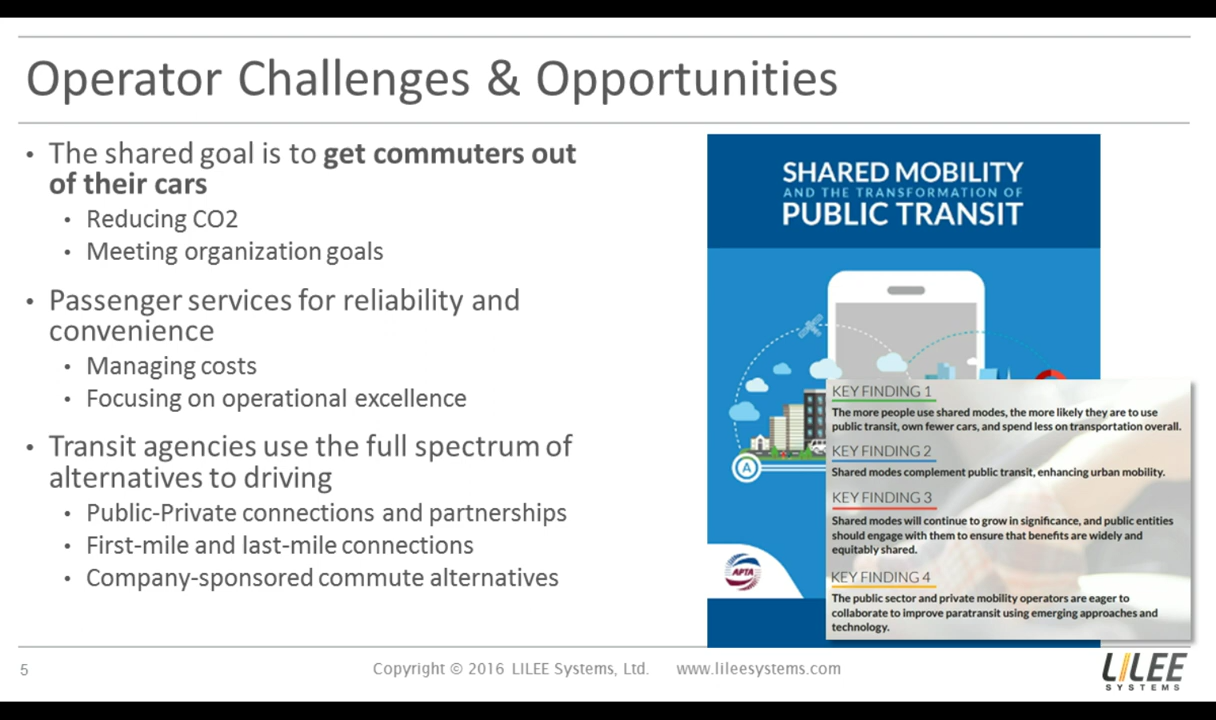 Operator Challenges & Opportunities
• The shared goal is to get commuters out
of their cars
• Reducing CO2
• Meeting organization goals
• Passenger services for reliability and
convenience
• Managing costs
• Focusing on operational excellence
• Transit agencies use the full spectrum of
alternatives to driving
• Public-Private connections and partnerships
• First-mile and last-mile connections
• Company-sponsored commute alternatives
SHARED MOBILITY
AND THE TRANSFORMATION OF
PUBLIC TRANSIT
A
APTA
KEY FINDING 1
The more people use shared modes, the more likely they are to use
public transit, own fewer cars, and spend less on transportation overall.
KEY FINDING 2
Shared modes complement public transit, enhancing urban mobility.
KEY FINDING 3
Shared modes will continue to grow in significance, and public entities
should engage with them to ensure that benefits are widely and
equitably shared.
KEY FINDING 4
The public sector and private mobility operators are eager to
collaborate to improve paratransit using emerging approaches and
technology.
5
Copyright © 2016 LILEE Systems, Ltd. www.lileesystems.com
LILEE
SYSTEMS